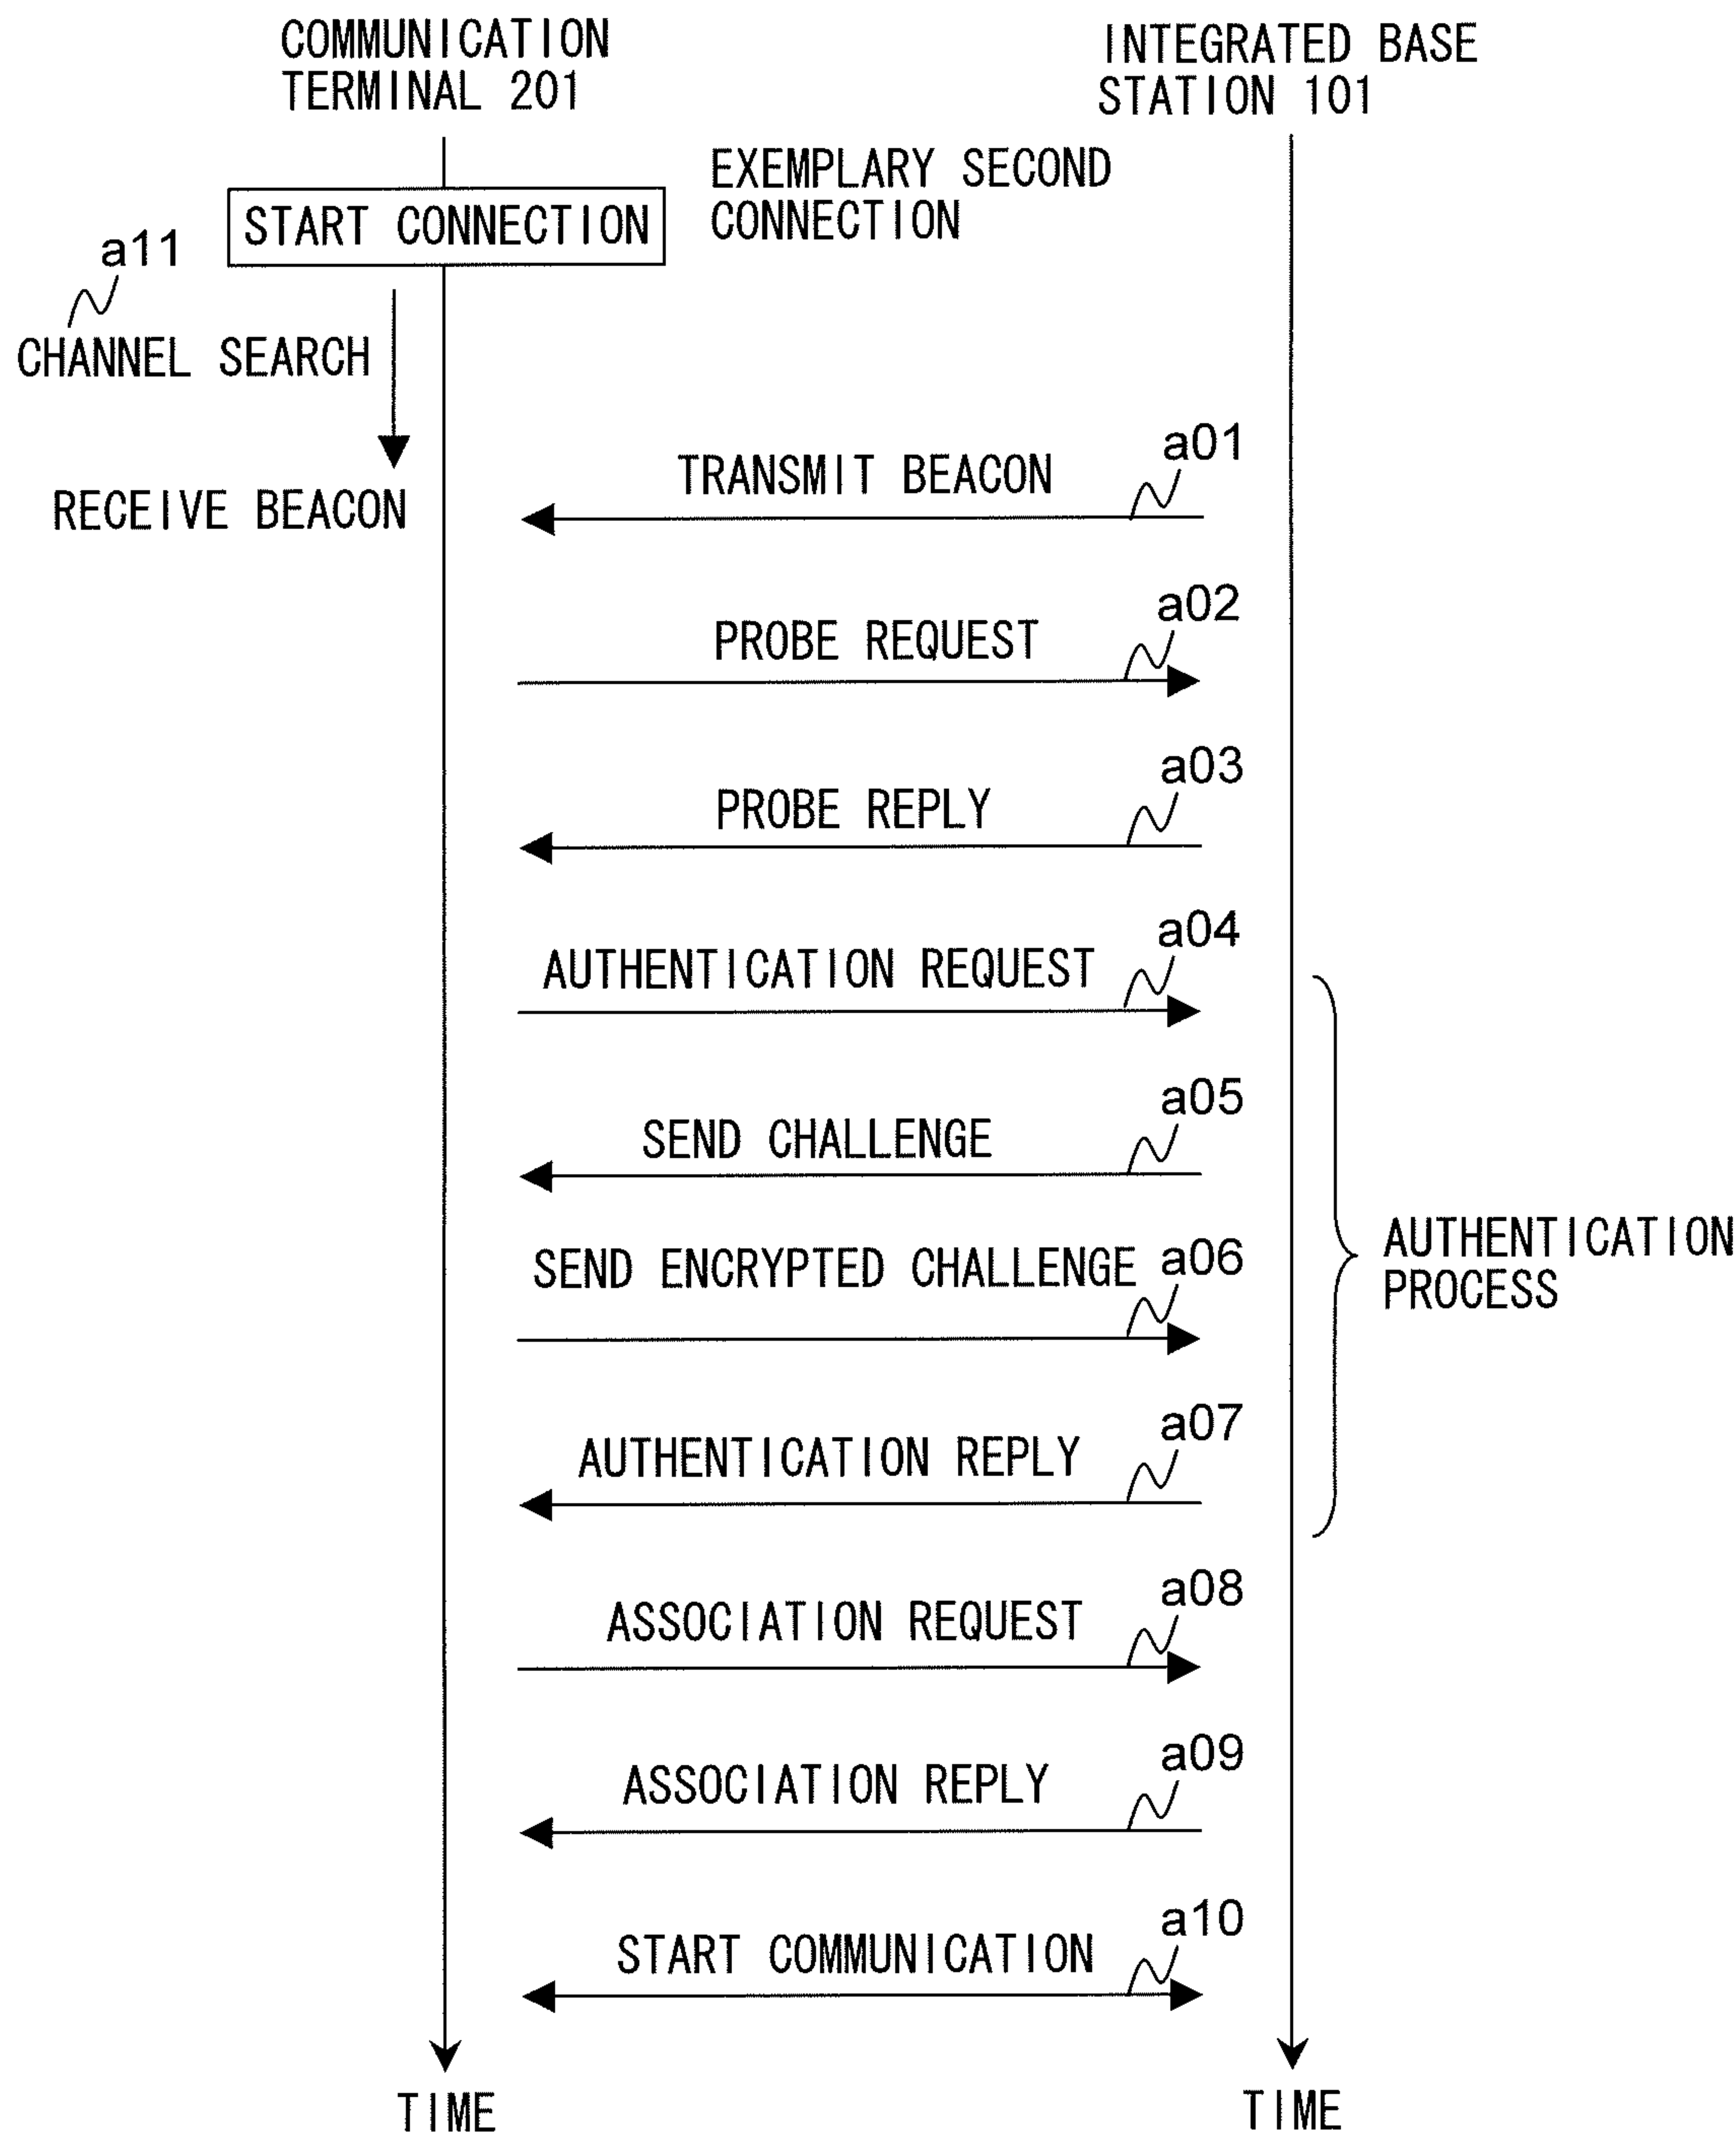 COMMUNICATION
TERMINAL 201
INTEGRATED BASE
STATION 101
EXEMPLARY SECOND
CONNECTION
START CONNECTION
a11
CHANNEL SEARCH
RECEIVE BEACON
a01
TRANSMIT BEACON
a02
PROBE REQUEST
a03
PROBE REPLY
a04
AUTHENTICATION REQUEST
a05
SEND CHALLENGE
a06
SEND ENCRYPTED CHALLENGE
AUTHENTICATION
PROCESS
a07
AUTHENTICATION REPLY
a08
ASSOCIATION REQUEST
a09
ASSOCIATION REPLY
a10
START COMMUNICATION
TIME
TIME